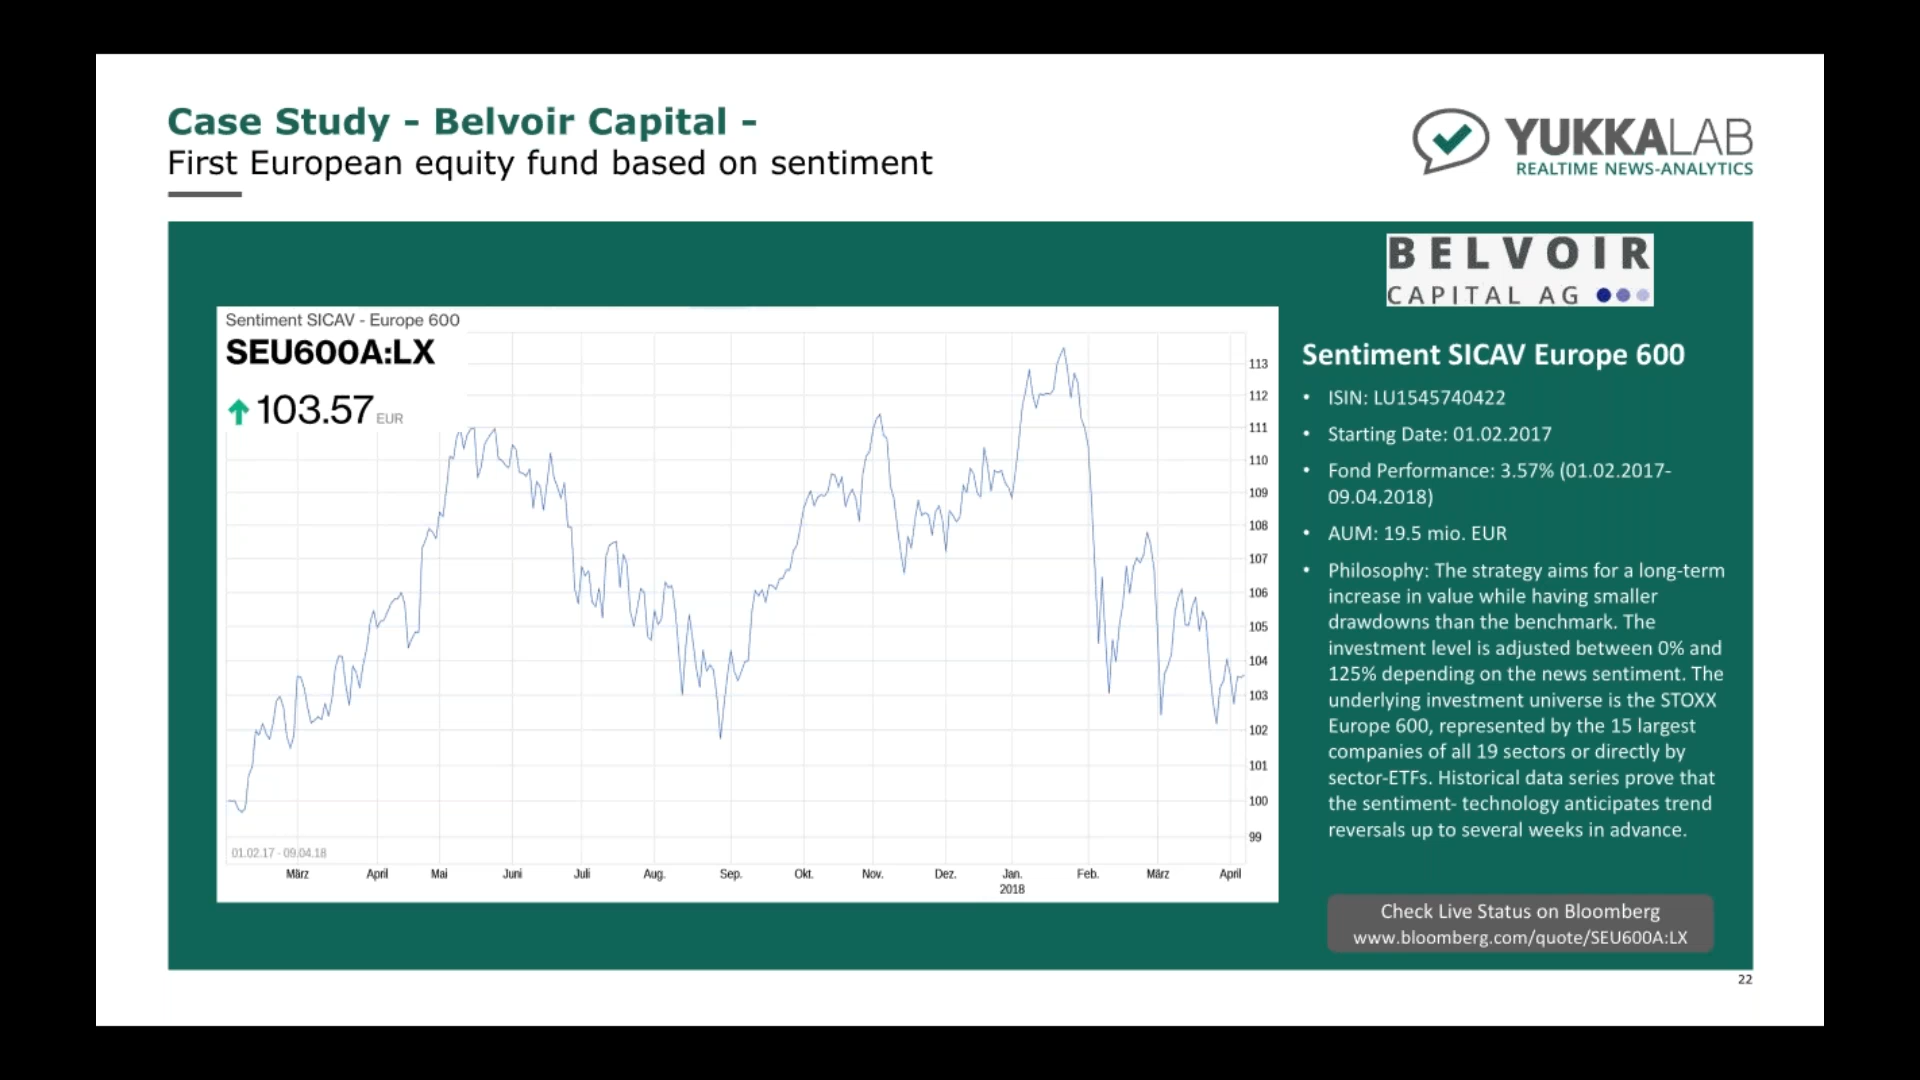 Case Study - Belvoir Capital -
First European equity fund based on sentiment
YUKKALAB
REALTIME NEWS-ANALYTICS
BELVOIR
CAPITAL AG
Sentiment SICAV - Europe 600
SEU600A:LX
103.57 EUR
113
112
111
110
109
108
107
106
105
104
103
102
101
100
99
01.02.17 - 09.04.18
März April Mai Juni Juli Aug. Sep. Okt. Nov. Dez. Jan. Feb. März April
2018
Sentiment SICAV Europe 600
• ISIN: LU1545740422
• Starting Date: 01.02.2017
• Fond Performance: 3.57% (01.02.2017-
09.04.2018)
• AUM: 19.5 mio. EUR
• Philosophy: The strategy aims for a long-term
increase in value while having smaller
drawdowns than the benchmark. The
investment level is adjusted between 0% and
125% depending on the news sentiment. The
underlying investment universe is the STOXX
Europe 600, represented by the 15 largest
companies of all 19 sectors or directly by
sector-ETFs. Historical data series prove that
the sentiment- technology anticipates trend
reversals up to several weeks in advance.
Check Live Status on Bloomberg
www.bloomberg.com/quote/SEU600A:LX
22